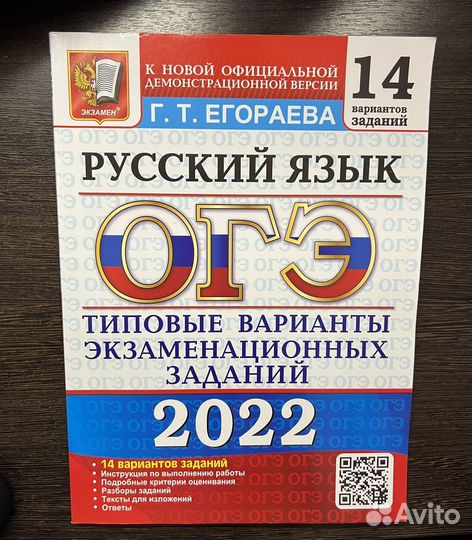 К НОВОЙ ОФИЦИАЛЬНОЙ
ДЕМОНСТРАЦИОННОЙ ВЕРСИИ
14
вариантов
заданий
ЭКЗАМЕН®
Г. Т. ЕГОРАЕВА
РУССКИЙ ЯЗЫК
ОГЭ
ТИПОВЫЕ ВАРИАНТЫ
ЭКЗАМЕНАЦИОННЫХ
ЗАДАНИЙ
2022
• 14 вариантов заданий
• Инструкция по выполнению работы
• Подробные критерии оценивания
• Разборы заданий
• Тексты для изложений
• Ответы
Avito